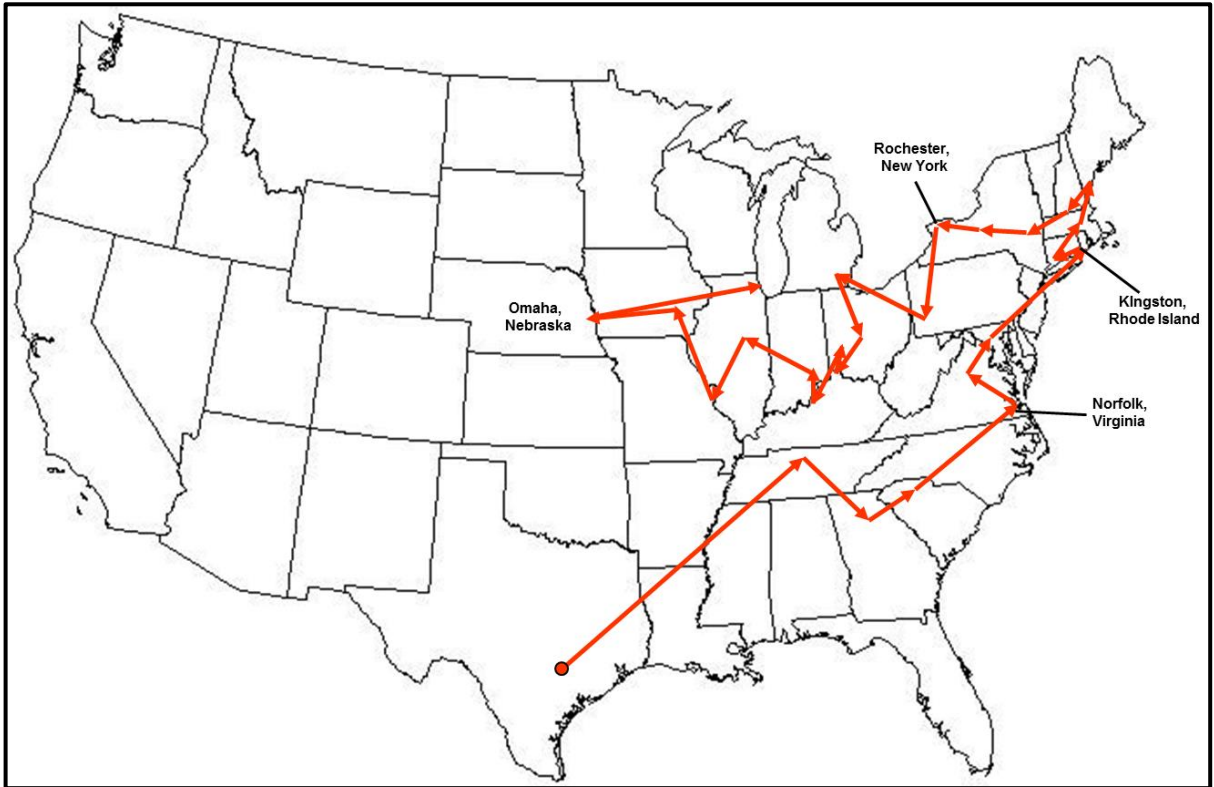 Rochester,
New York
Omaha,
Nebraska
KIngston,
Rhode Island
Norfolk,
Virginia